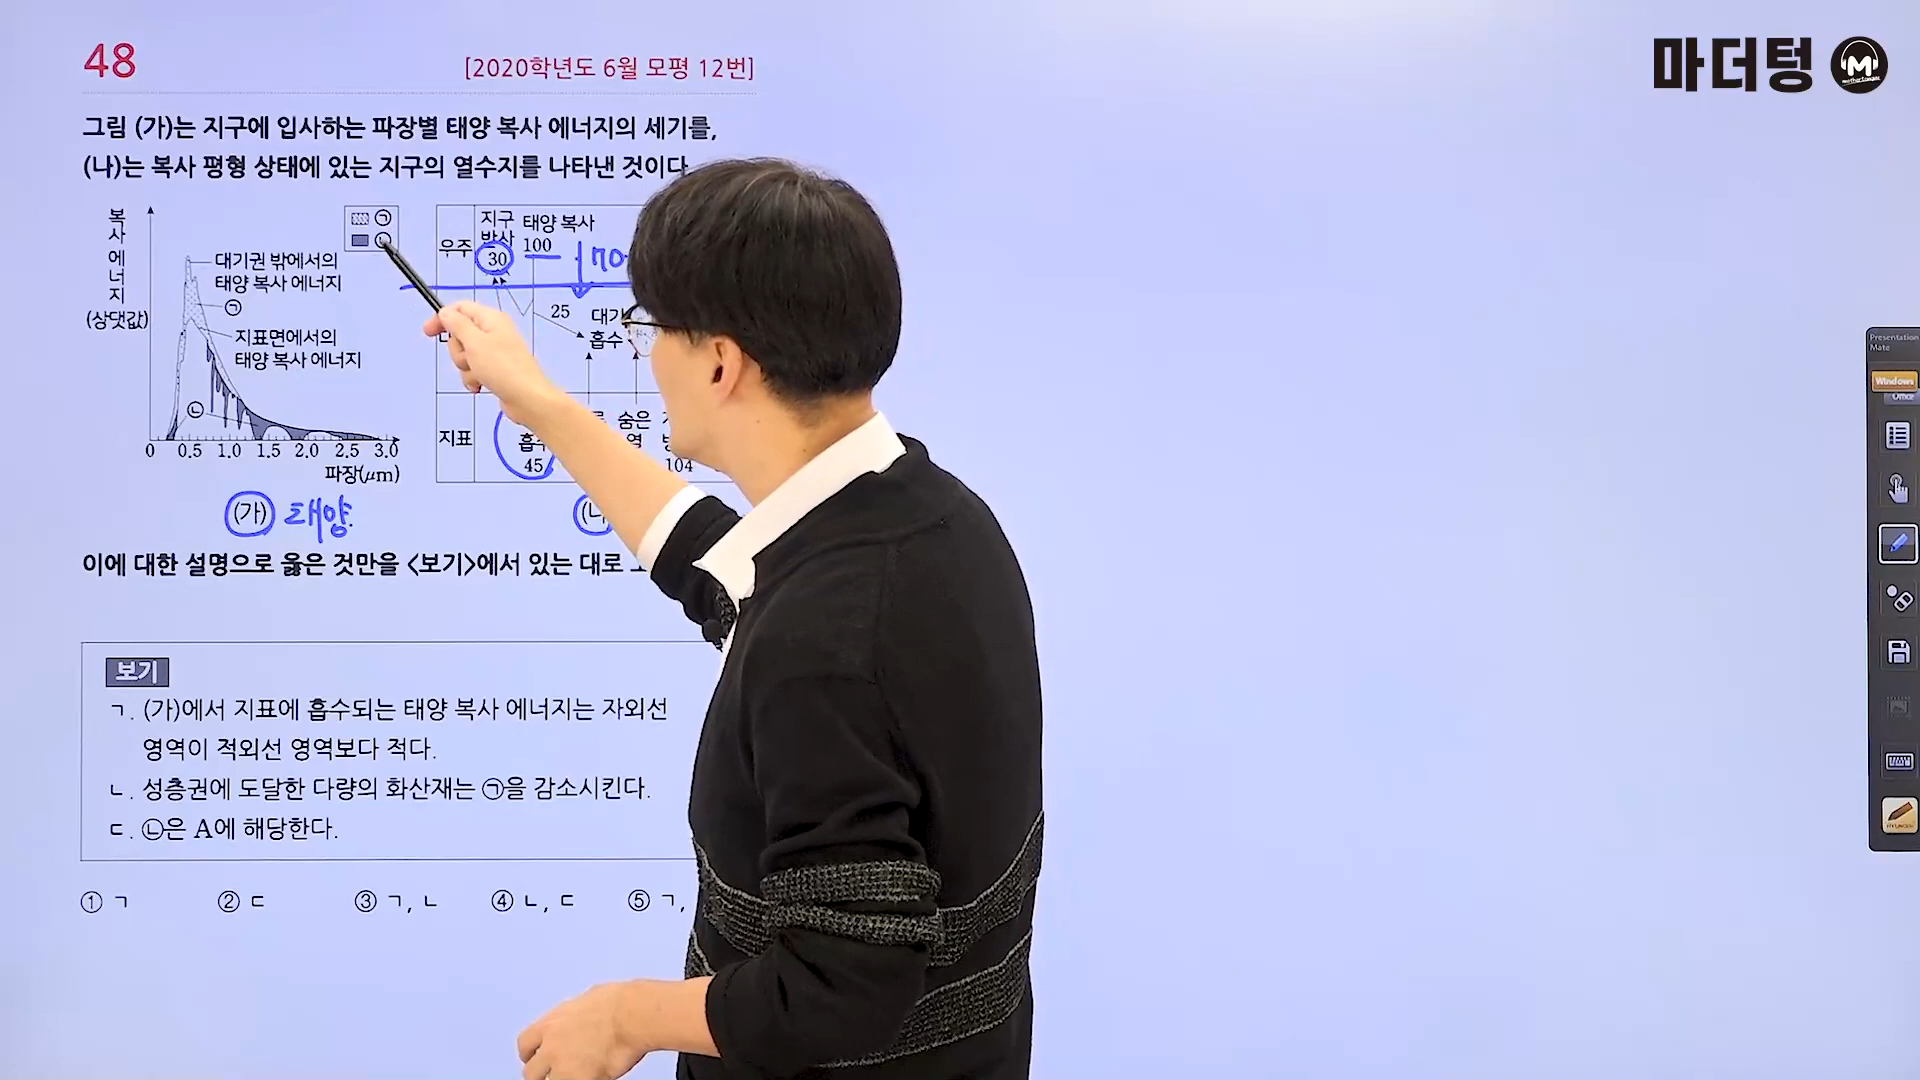 48
[2020학년도 6월 모평 12번]
마더텅
M
그림 (가)는 지구에 입사하는 파장별 태양 복사 에너지의 세기를,
(나)는 복사 평형 상태에 있는 지구의 열수지를 나타낸 것이다
복사 에너지
(상댓값)
㉠
㉡
대기권 밖에서의
태양 복사 에너지
㉠
지표면에서의
태양 복사 에너지
㉡
0 0.5 1.0 1.5 2.0 2.5 3.0
파장(μm)
(가) 태양
우주
지구
반사
30
태양 복사
100
70
25
흡수
지표
45
숨은
열
104
이에 대한 설명으로 옳은 것만을 <보기>에서 있는 대로
보기
ㄱ. (가)에서 지표에 흡수되는 태양 복사 에너지는 자외선
영역이 적외선 영역보다 적다.
ㄴ. 성층권에 도달한 다량의 화산재는 ㉠을 감소시킨다.
ㄷ. ㉡은 A에 해당한다.
① ㄱ ② ㄷ ③ ㄱ, ㄴ ④ ㄴ, ㄷ ⑤ ㄱ,
Presentation
Mate
Windows